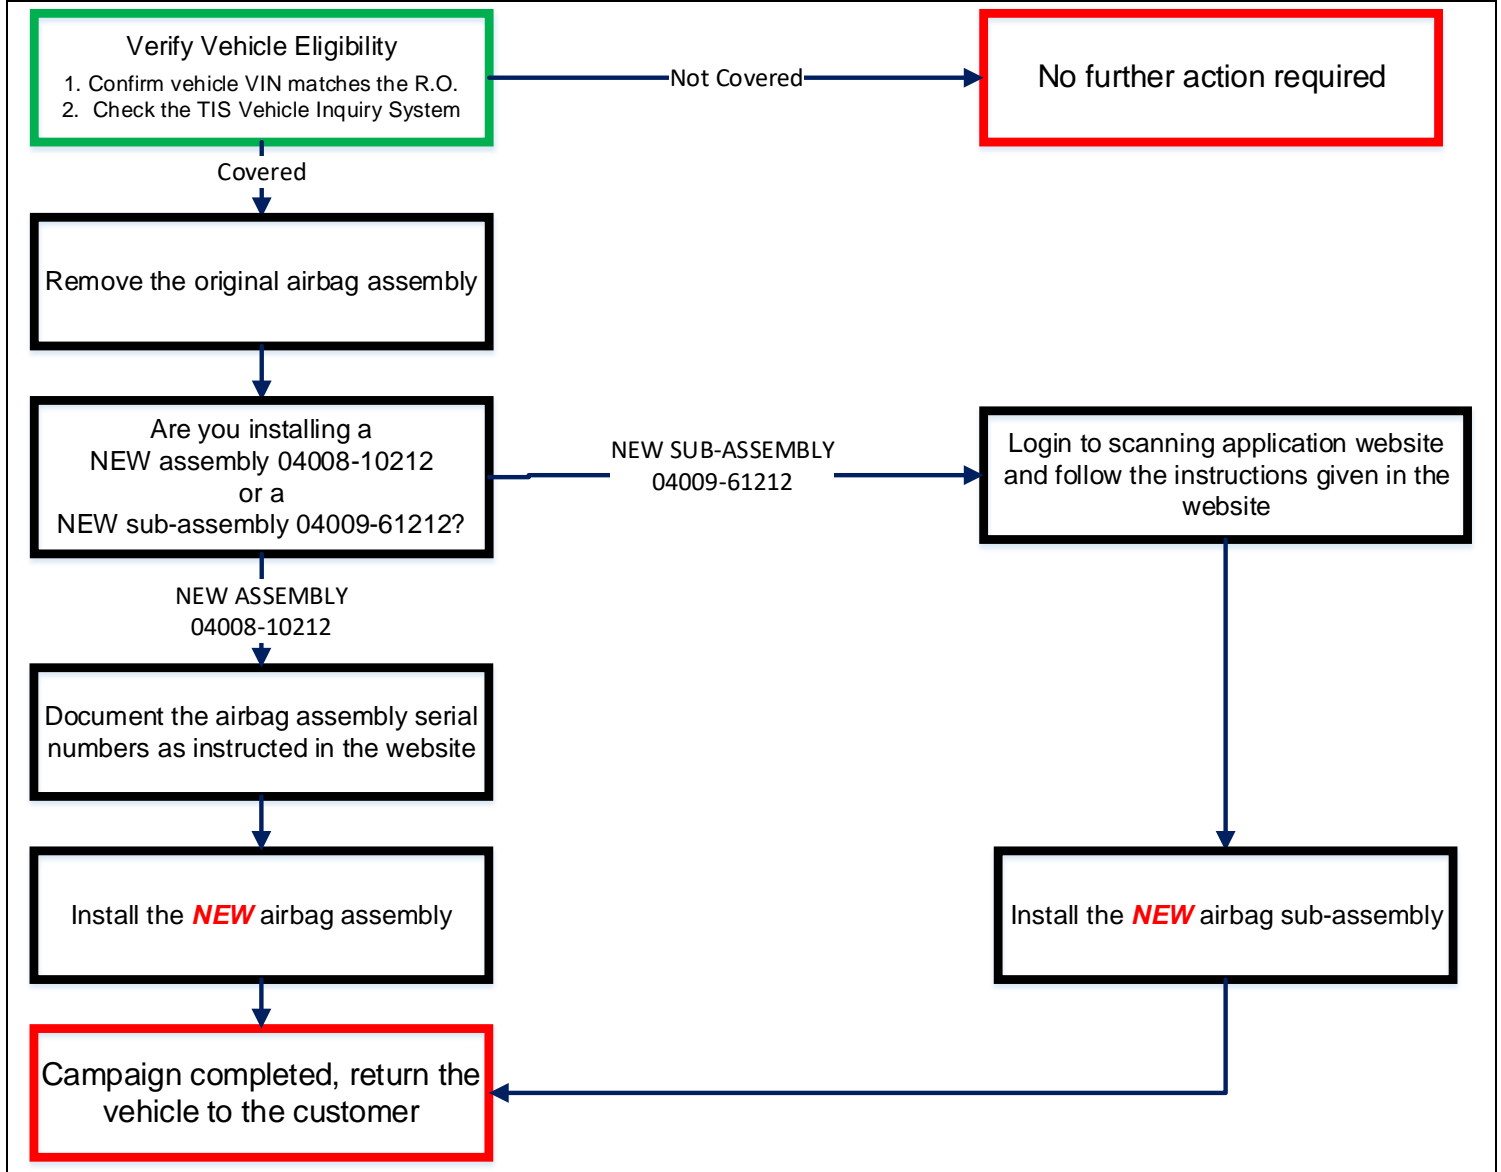 Verify Vehicle Eligibility
1. Confirm vehicle VIN matches the R.O.
2. Check the TIS Vehicle Inquiry System
Not Covered
No further action required
Covered
Remove the original airbag assembly
Are you installing a
NEW assembly 04008-10212
or a
NEW sub-assembly 04009-61212?
NEW SUB-ASSEMBLY
04009-61212
Login to scanning application website
and follow the instructions given in the
website
NEW ASSEMBLY
04008-10212
Document the airbag assembly serial
numbers as instructed in the website
Install the NEW airbag assembly
Install the NEW airbag sub-assembly
Campaign completed, return the
vehicle to the customer